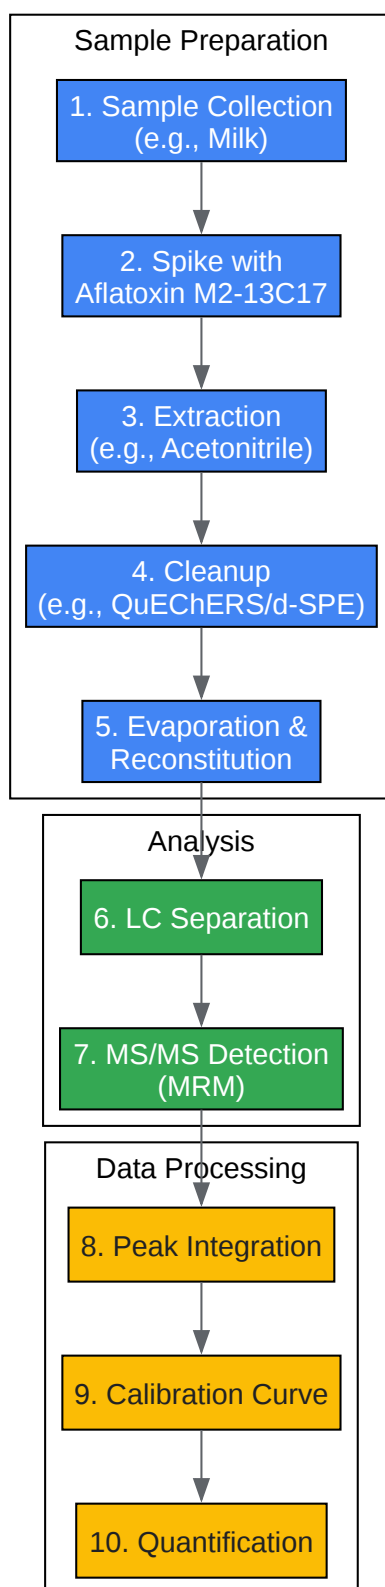 Sample Preparation
1. Sample Collection
(e.g., Milk)
2. Spike with
Aflatoxin M2-13C17
3. Extraction
(e.g., Acetonitrile)
4. Cleanup
(e.g., QuEChERS/d-SPE)
5. Evaporation &
Reconstitution
Analysis
6. LC Separation
7. MS/MS Detection
(MRM)
Data Processing
8. Peak Integration
9. Calibration Curve
10. Quantification